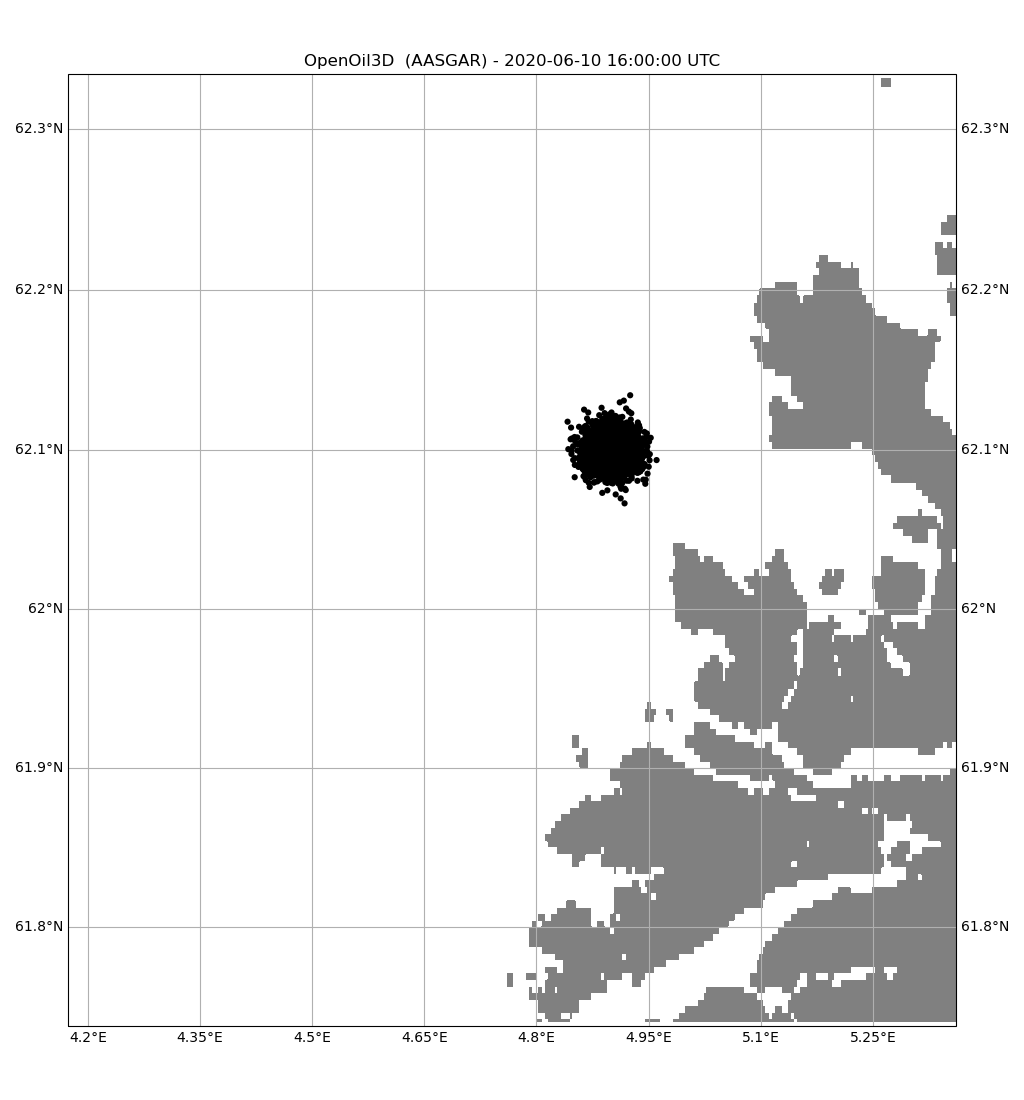 OpenOil3D (AASGAR) - 2020-06-10 16:00:00 UTC
62.3°N 62.3°N
62.2°N 62.2°N
62.1°N 62.1°N
62°N 62°N
61.9°N 61.9°N
61.8°N 61.8°N
4.2°E 4.35°E 4.5°E 4.65°E 4.8°E 4.95°E 5.1°E 5.25°E